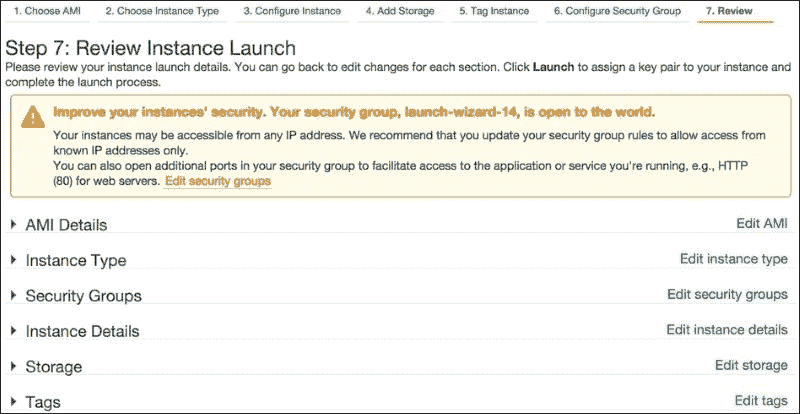 1. Choose AMI 2. Choose Instance Type 3. Configure Instance 4. Add Storage 5. Tag Instance 6. Configure Security Group 7. Review
Step 7: Review Instance Launch
Please review your instance launch details. You can go back to edit changes for each section. Click Launch to assign a key pair to your instance and
complete the launch process.
Improve your instances' security. Your security group, launch-wizard-14, is open to the world.
Your instances may be accessible from any IP address. We recommend that you update your security group rules to allow access from
known IP addresses only.
You can also open additional ports in your security group to facilitate access to the application or service you're running, e.g., HTTP
(80) for web servers. Edit security groups
AMI Details Edit AMI
Instance Type Edit instance type
Security Groups Edit security groups
Instance Details Edit instance details
Storage Edit storage
Tags Edit tags